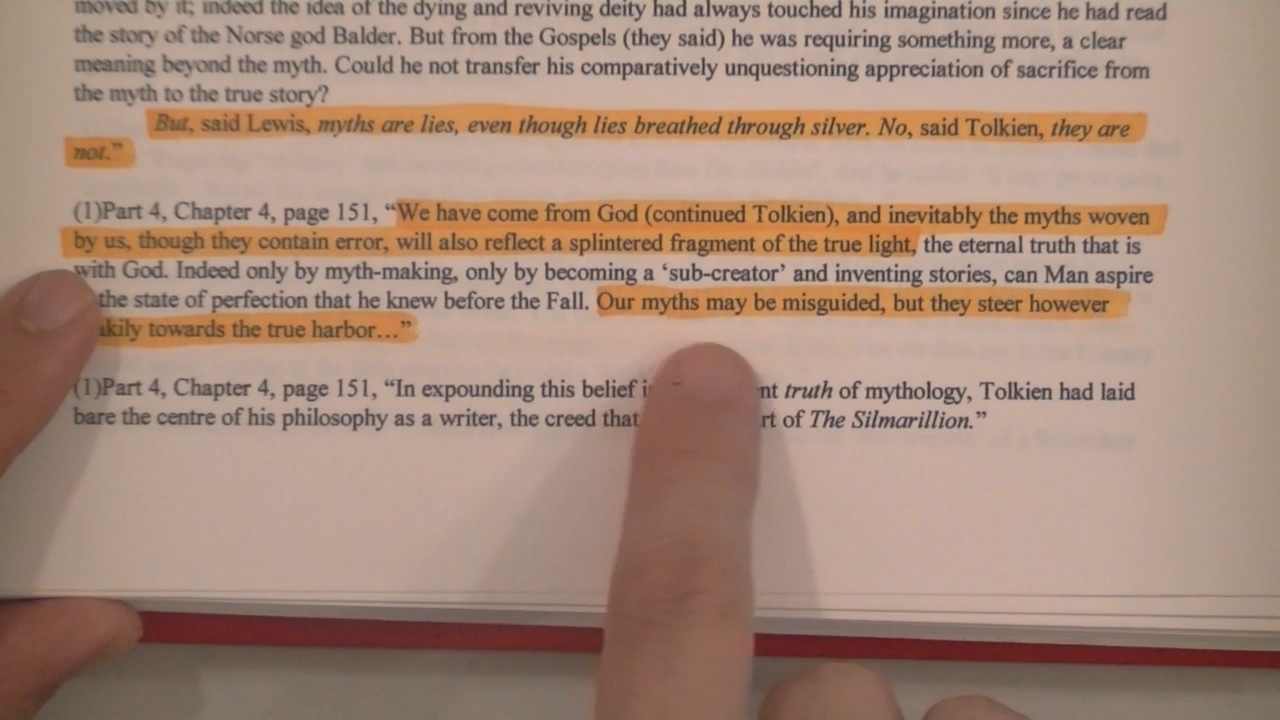 moved by it; indeed the idea of the dying and reviving deity had always touched his imagination since he had read
the story of the Norse god Balder. But from the Gospels (they said) he was requiring something more, a clear
meaning beyond the myth. Could he not transfer his comparatively unquestioning appreciation of sacrifice from
the myth to the true story?
But, said Lewis, myths are lies, even though lies breathed through silver. No, said Tolkien, they are
not.”
(1)Part 4, Chapter 4, page 151, “We have come from God (continued Tolkien), and inevitably the myths woven
by us, though they contain error, will also reflect a splintered fragment of the true light, the eternal truth that is
with God. Indeed only by myth-making, only by becoming a ‘sub-creator’ and inventing stories, can Man aspire
the state of perfection that he knew before the Fall. Our myths may be misguided, but they steer however
akily towards the true harbor…”
(1)Part 4, Chapter 4, page 151, “In expounding this belief i nt truth of mythology, Tolkien had laid
bare the centre of his philosophy as a writer, the creed that rt of The Silmarillion.”